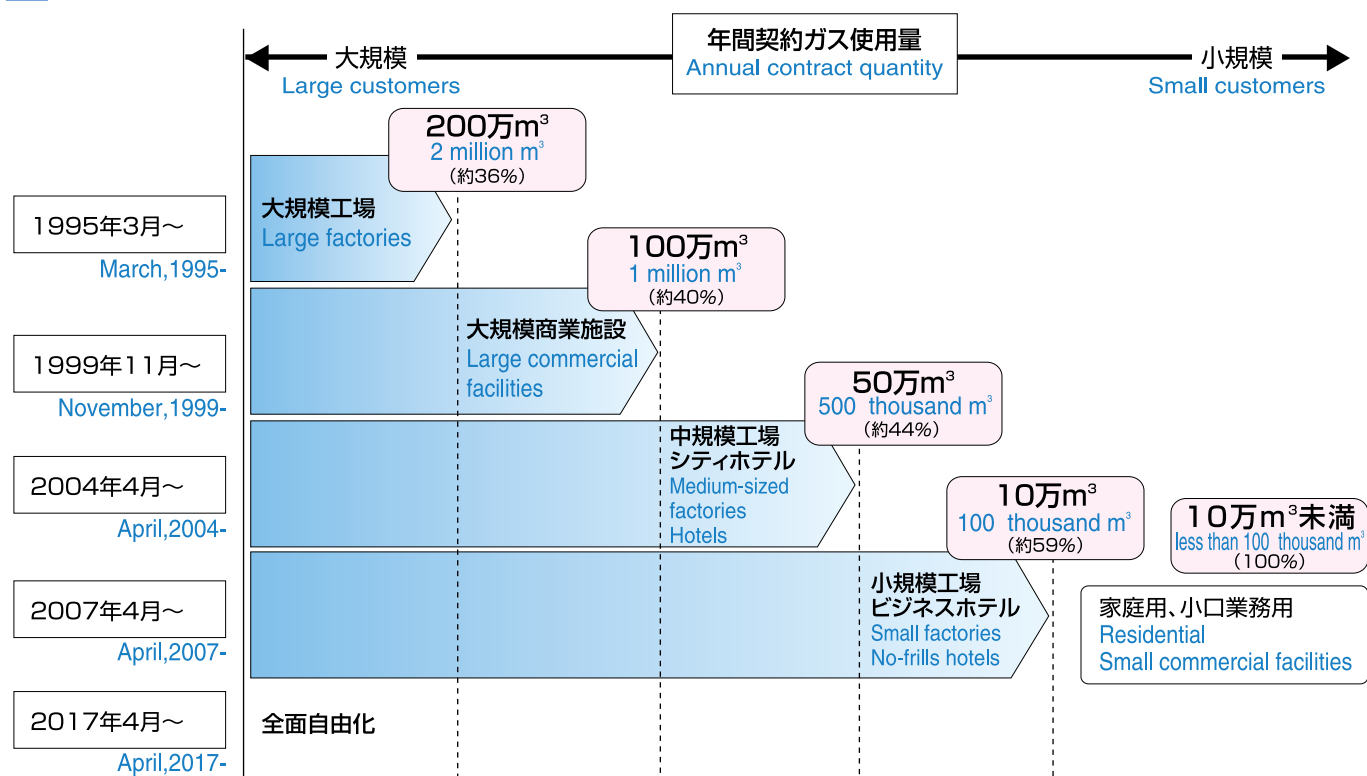 年間契約ガス使用量
Annual contract quantity
大規模
Large customers
小規模
Small customers
200万m³
2 million m³
(約36%)
1995年3月〜
March,1995-
大規模工場
Large factories
100万m³
1 million m³
(約40%)
1999年11月〜
November,1999-
大規模商業施設
Large commercial
facilities
50万m³
500 thousand m³
(約44%)
2004年4月〜
April,2004-
中規模工場
シティホテル
Medium-sized
factories
Hotels
10万m³
100 thousand m³
(約59%)
10万m³未満
less than 100 thousand m³
(100%)
2007年4月〜
April,2007-
小規模工場
ビジネスホテル
Small factories
No-frills hotels
家庭用、小口業務用
Residential
Small commercial facilities
2017年4月〜
April,2017-
全面自由化